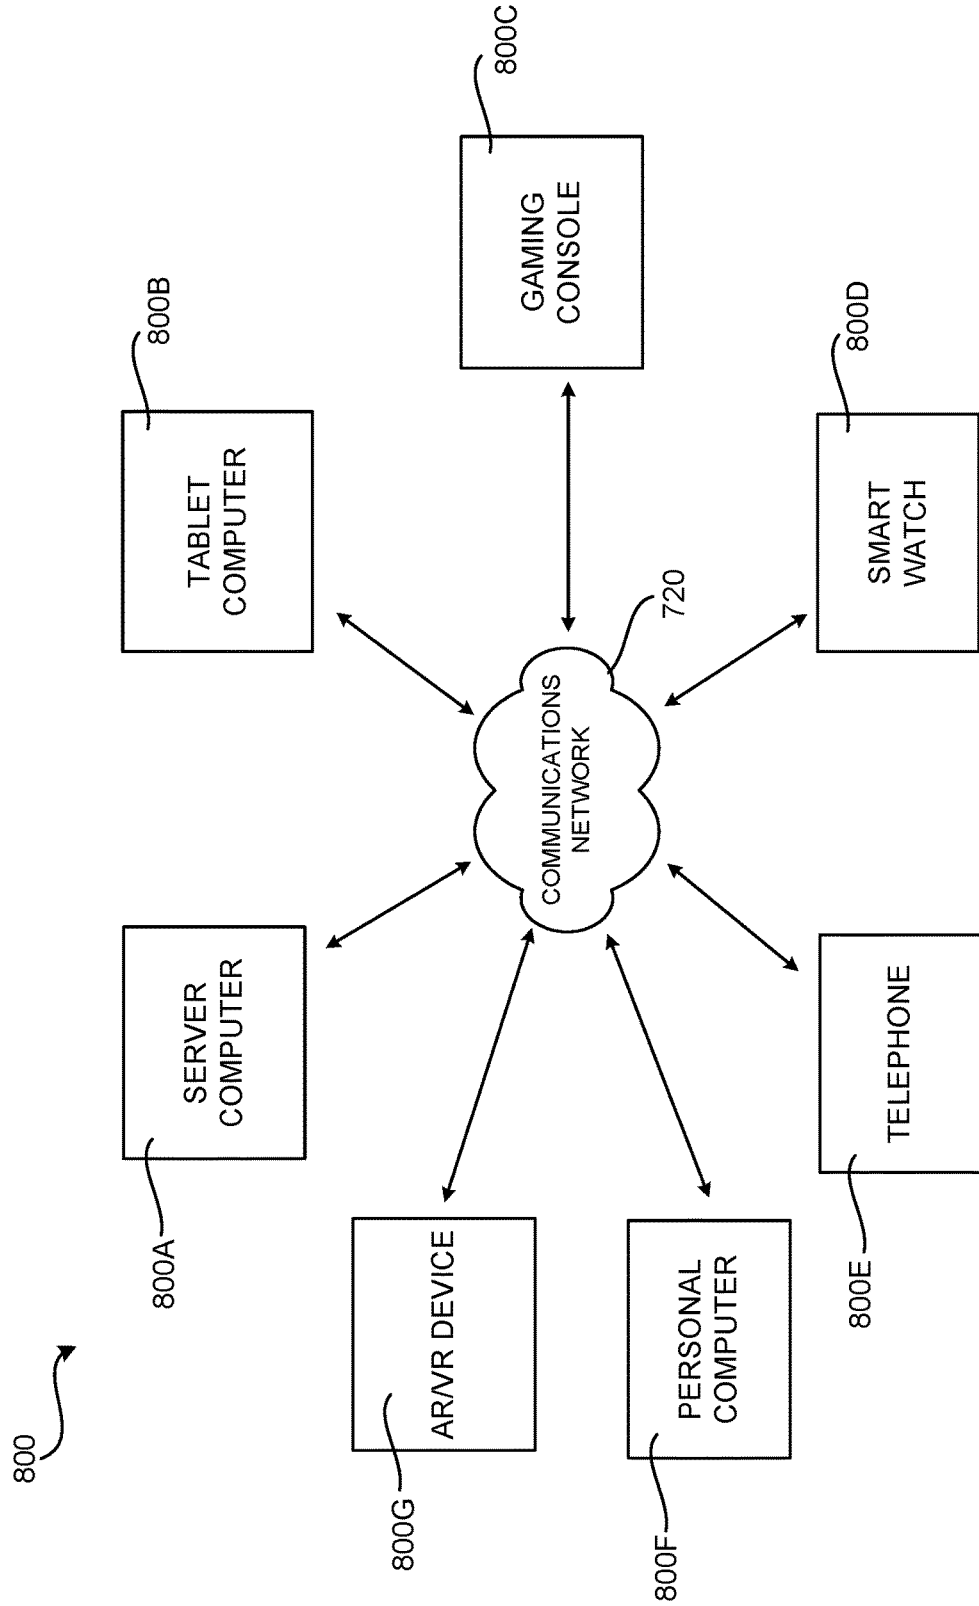 800
800A
SERVER
COMPUTER
TABLET
COMPUTER
800B
800G
AR/VR DEVICE
COMMUNICATIONS
NETWORK
720
GAMING
CONSOLE
800C
800F
PERSONAL
COMPUTER
800E
TELEPHONE
SMART
WATCH
800D